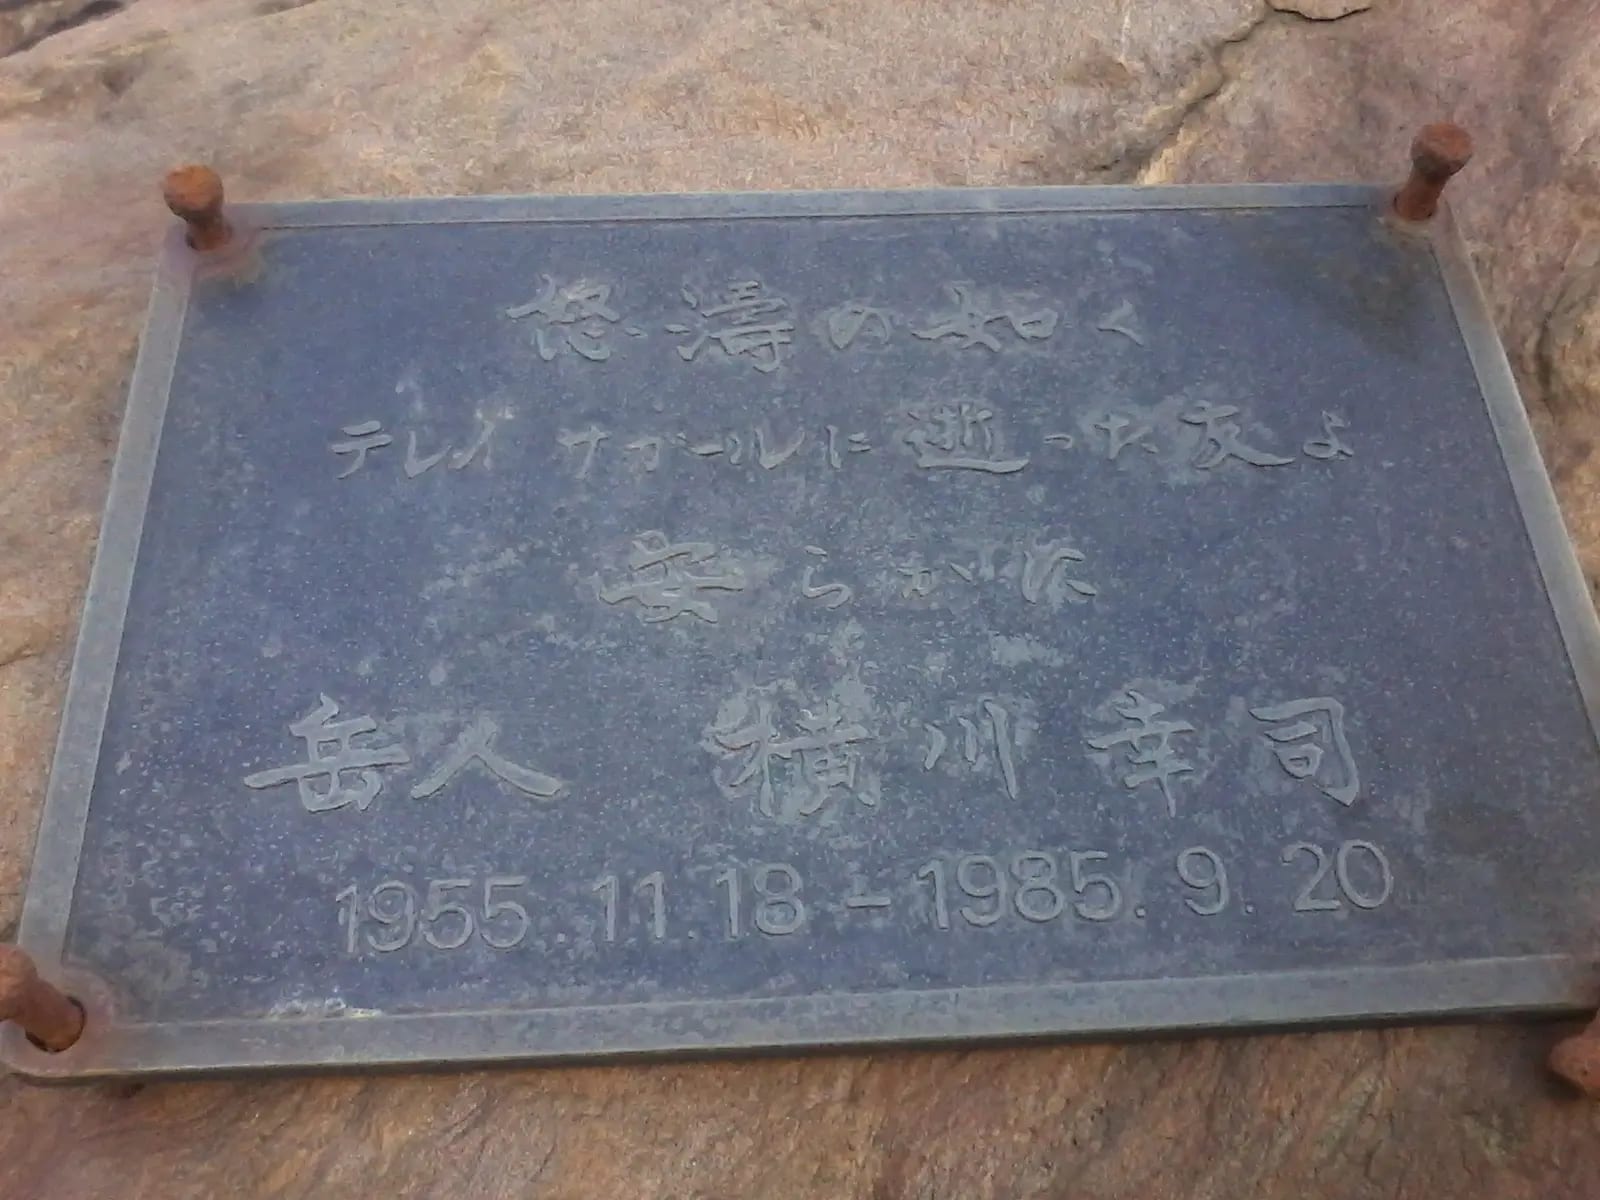 怒濤の如く
テレイ サガールに逝った友よ
安らかに
岳人 横川幸司
1955.11.18-1985.9.20